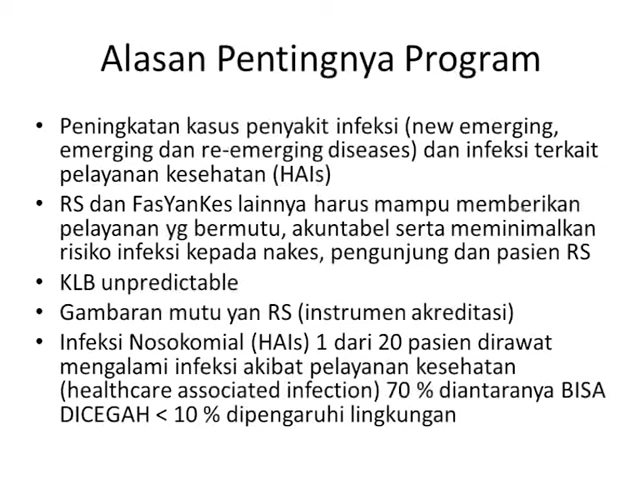 Alasan Pentingnya Program
• Peningkatan kasus penyakit infeksi (new emerging,
emerging dan re-emerging diseases) dan infeksi terkait
pelayanan kesehatan (HAIs)
• RS dan FasYanKes lainnya harus mampu memberikan
pelayanan yg bermutu, akuntabel serta meminimalkan
risiko infeksi kepada nakes, pengunjung dan pasien RS
• KLB unpredictable
• Gambaran mutu yan RS (instrumen akreditasi)
• Infeksi Nosokomial (HAIs) 1 dari 20 pasien dirawat
mengalami infeksi akibat pelayanan kesehatan
(healthcare associated infection) 70 % diantaranya BISA
DICEGAH < 10 % dipengaruhi lingkungan